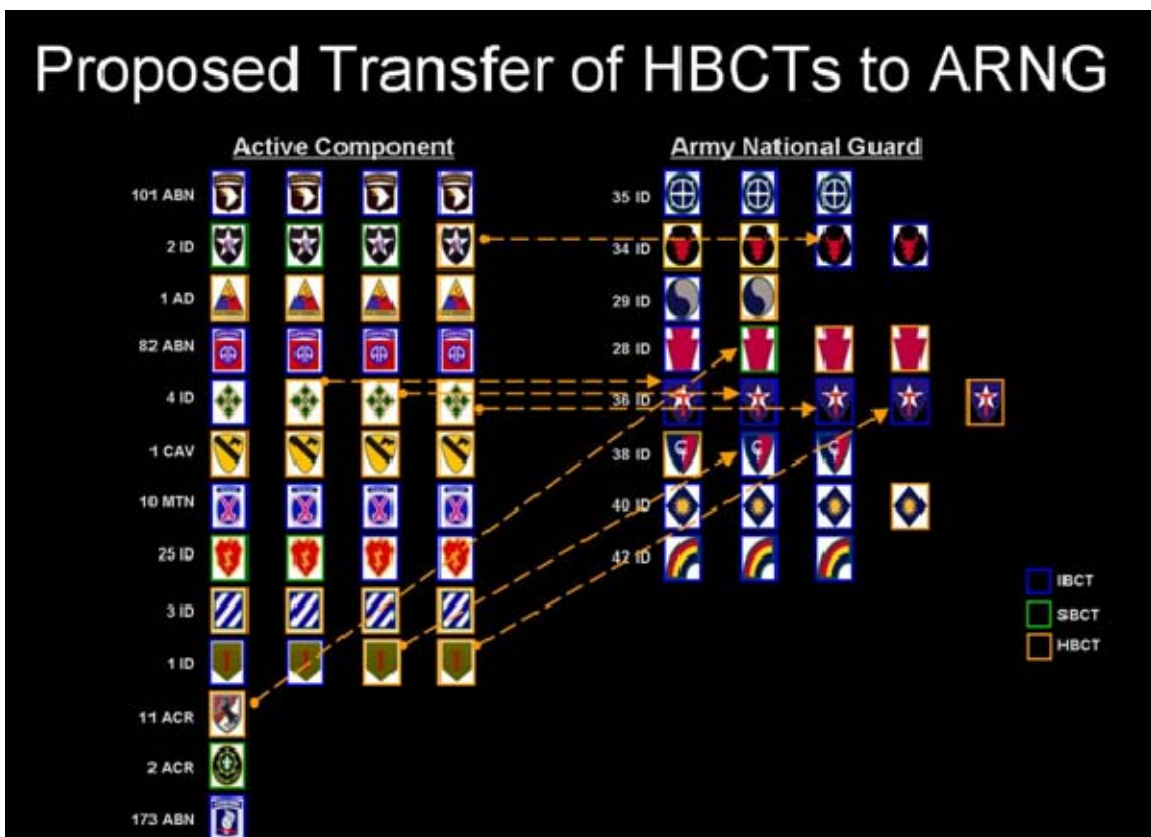 Proposed Transfer of HBCTs to ARNG
Active Component
Army National Guard
101 ABN
35 ID
2 ID
34 ID
1 AD
29 ID
82 ABN
28 ID
4 ID
36 ID
1 CAV
38 ID
10 MTN
40 ID
25 ID
42 ID
3 ID
1 ID
11 ACR
2 ACR
173 ABN
IBCT
SBCT
HBCT